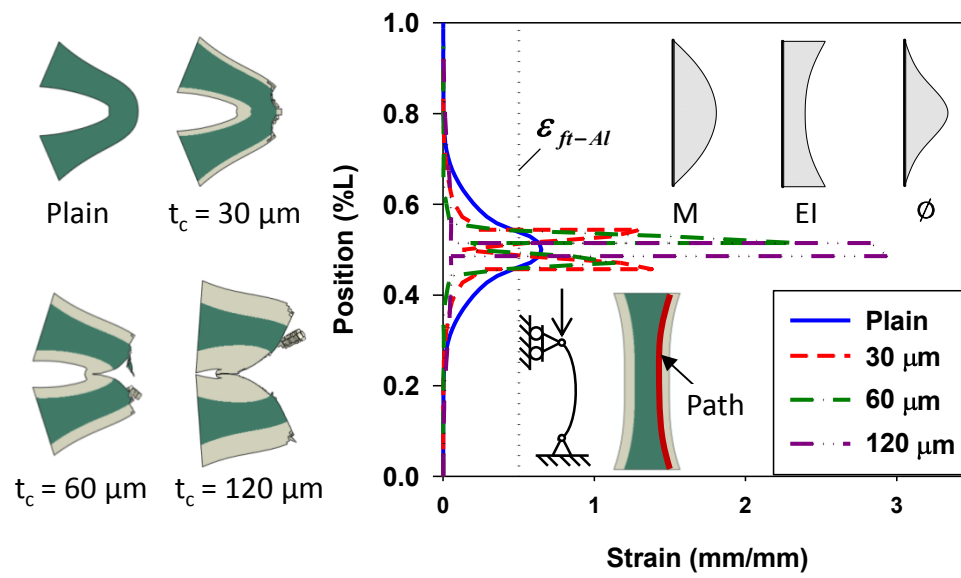 Plain
t_c = 30 μm
t_c = 60 μm
t_c = 120 μm
Position (%L)
1.0
0.8
0.6
0.4
0.2
0.0
ε_ft−Al
M
EI
Ø
Path
Plain
30 μm
60 μm
120 μm
0
1
2
3
Strain (mm/mm)